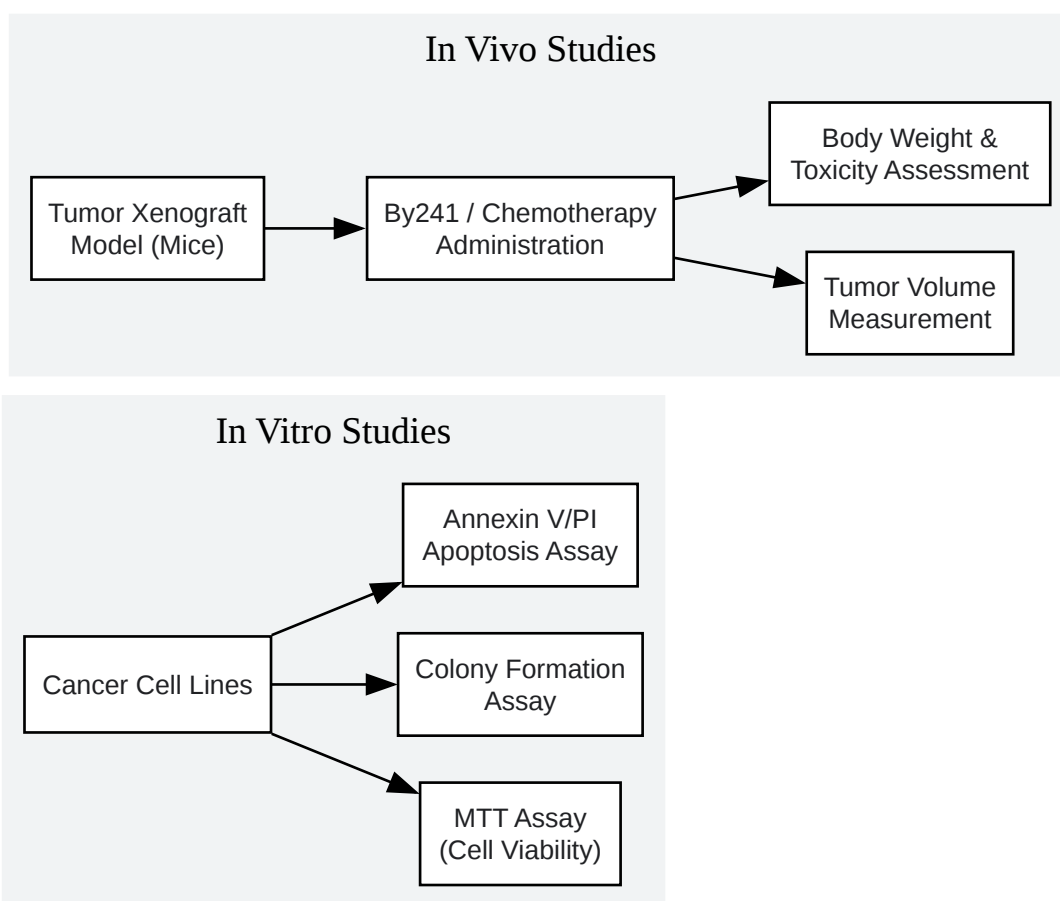 In Vivo Studies
Body Weight &
Toxicity Assessment
Tumor Xenograft
Model (Mice)
By241 / Chemotherapy
Administration
Tumor Volume
Measurement
In Vitro Studies
Annexin V/PI
Apoptosis Assay
Cancer Cell Lines
Colony Formation
Assay
MTT Assay
(Cell Viability)